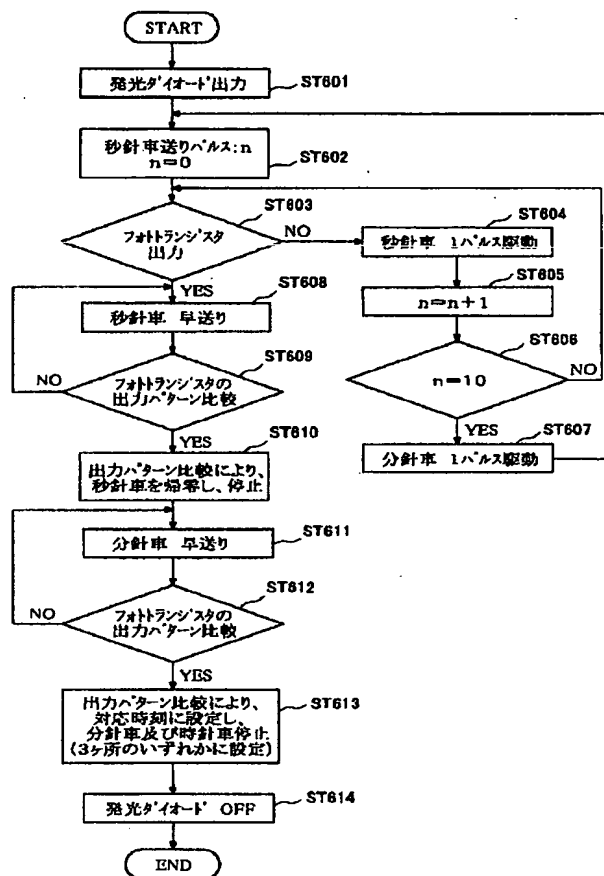 START
発光ダイオード出力
ST601
秒針車送りパルス:n
n=0
ST602
ST603
フォトトランジスタ
出力
NO
YES
ST604
秒針車 1パルス駆動
ST605
n=n+1
ST606
n=10
NO
YES
ST607
分針車 1パルス駆動
ST608
秒針車 早送り
ST609
フォトトランジスタの
出力パターン比較
NO
YES
ST610
出力パターン比較により、
秒針車を帰零し、停止
分針車 早送り
ST611
ST612
フォトトランジスタの
出力パターン比較
NO
YES
出力パターン比較により、
対応時刻に設定し、
分針車及び時針車停止
(3ヶ所のいずれかに設定)
ST613
発光ダイオード OFF
ST614
END